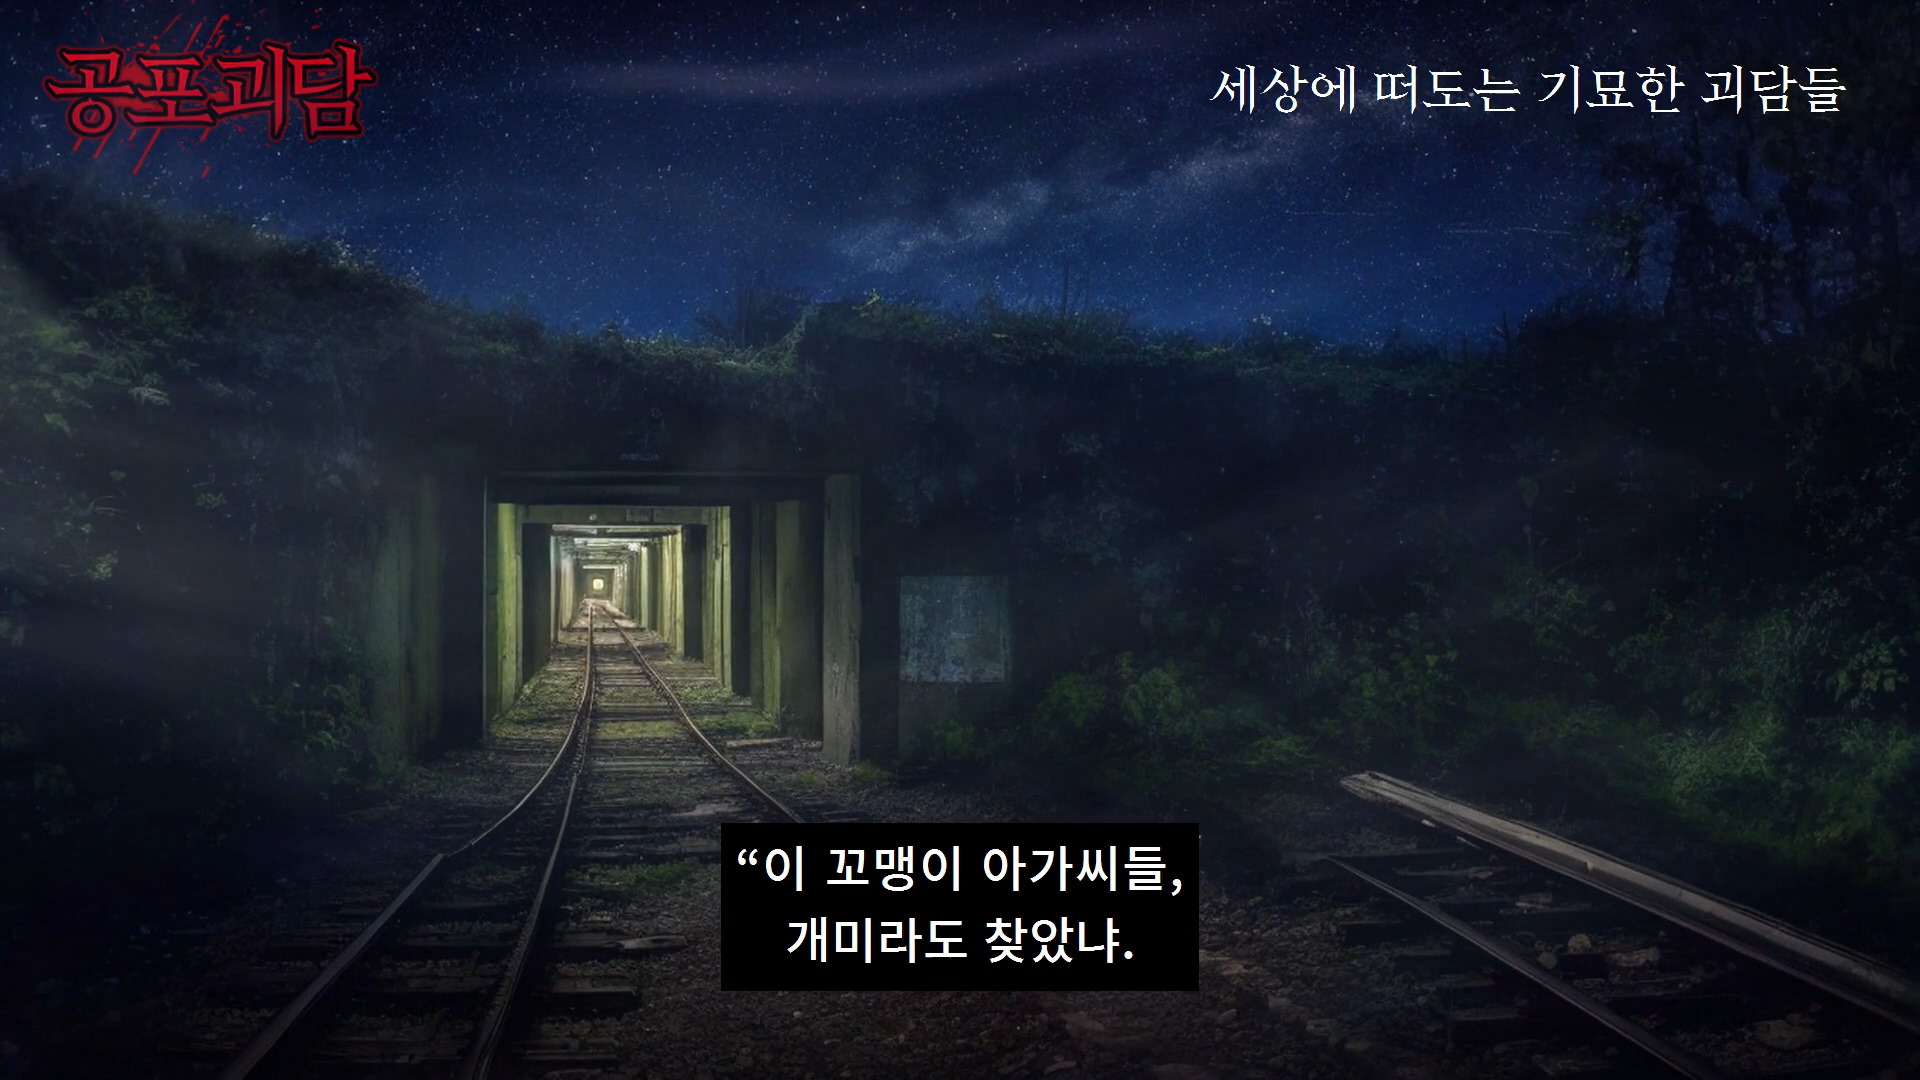 공포괴담
세상에 떠도는 기묘한 괴담들
“이 꼬맹이 아가씨들,
개미라도 찾았냐.